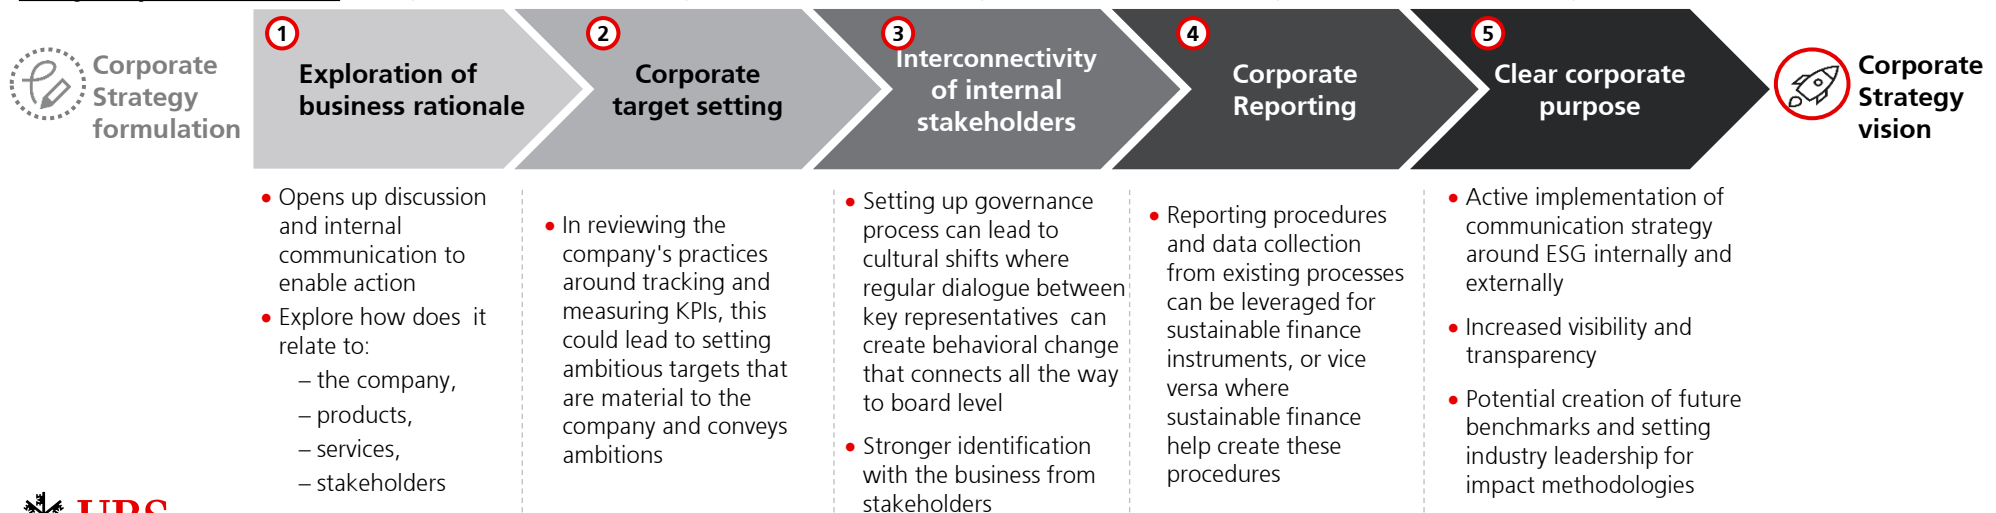 Corporate
Strategy
formulation
1
Exploration of
business rationale
2
Corporate
target setting
3
Interconnectivity
of internal
stakeholders
4
Corporate
Reporting
5
Clear corporate
purpose
Corporate
Strategy
vision
• Opens up discussion
and internal
communication to
enable action
• Explore how does it
relate to:
– the company,
– products,
– services,
– stakeholders
• In reviewing the
company's practices
around tracking and
measuring KPIs, this
could lead to setting
ambitious targets that
are material to the
company and conveys
ambitions
• Setting up governance
process can lead to
cultural shifts where
regular dialogue between
key representatives can
create behavioral change
that connects all the way
to board level
• Stronger identification
with the business from
stakeholders
• Reporting procedures
and data collection
from existing processes
can be leveraged for
sustainable finance
instruments, or vice
versa where
sustainable finance
help create these
procedures
• Active implementation of
communication strategy
around ESG internally and
externally
• Increased visibility and
transparency
• Potential creation of future
benchmarks and setting
industry leadership for
impact methodologies
UBS